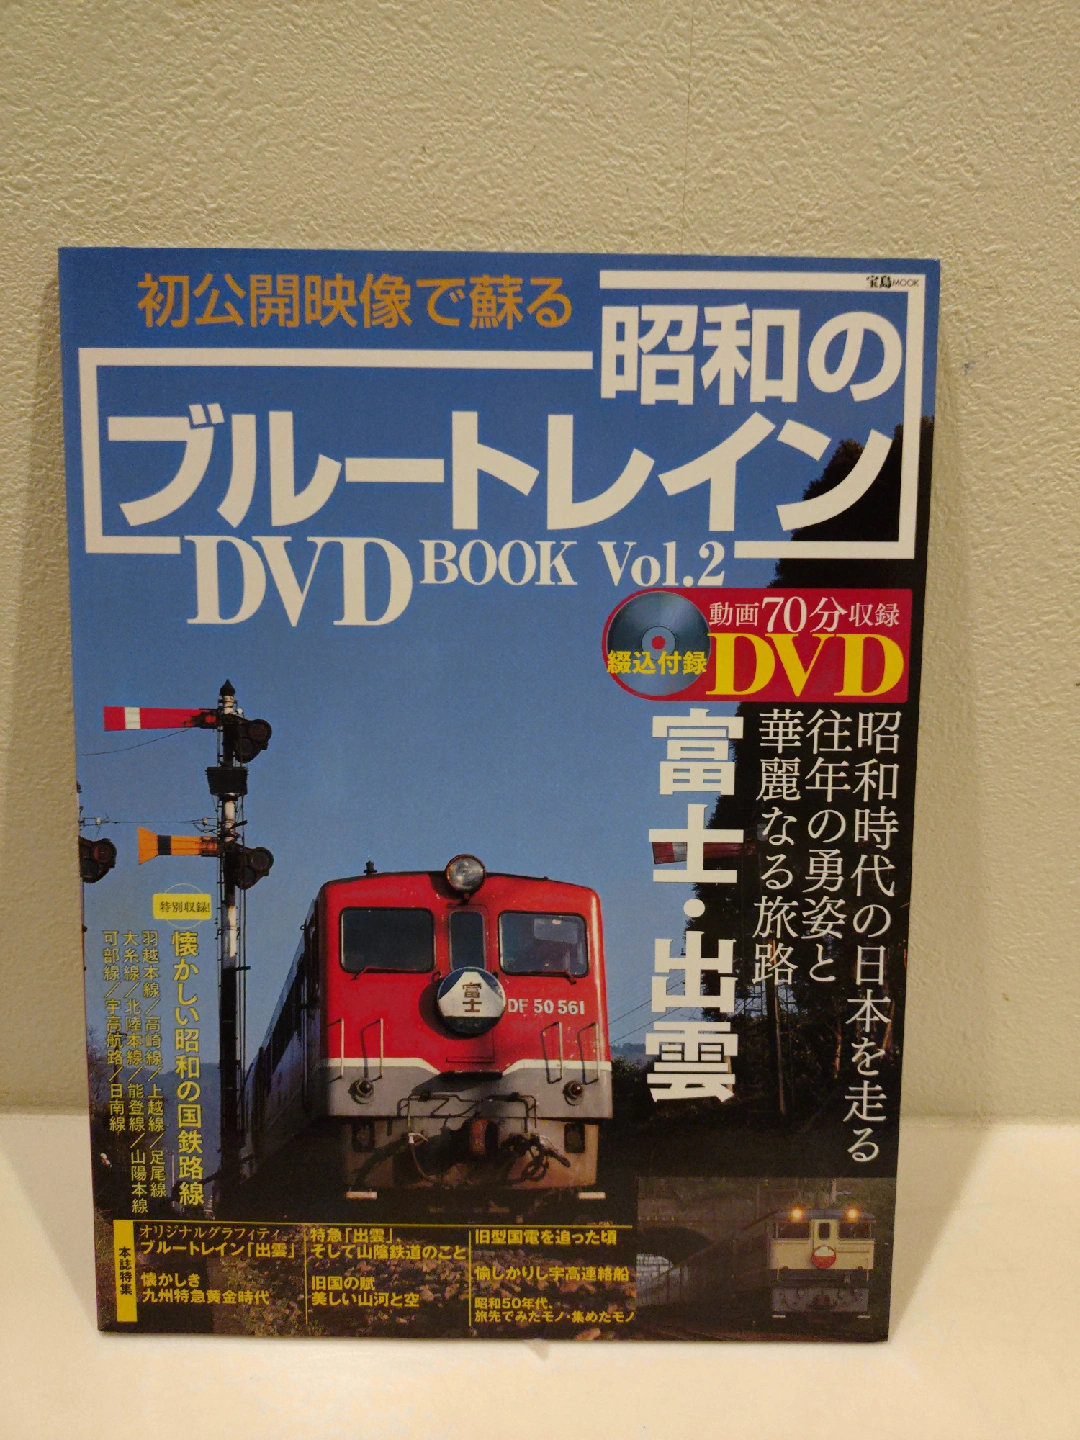 宝島MOOK
初公開映像で蘇る
昭和の
ブルートレイン
DVD BOOK Vol.2
動画70分収録
綴込付録
DVD
昭和時代の日本を走る
往年の勇姿と
華麗なる旅路
富士・出雲
富士
DF 50 561
特別収録!
懐かしい昭和の国鉄路線
羽越本線/高崎線/上越線/足尾線
大糸線/北陸本線/能登線/山陽本線
可部線/宇高航路/日南線
本誌特集
オリジナルグラフィティ
ブルートレイン「出雲」
懐かしき
九州特急黄金時代
特急「出雲」、
そして山陰鉄道のこと
旧国の賦
美しい山河と空
旧型国電を追った頃
愉しかりし宇高連絡船
昭和50年代、
旅先でみたモノ・集めたモノ